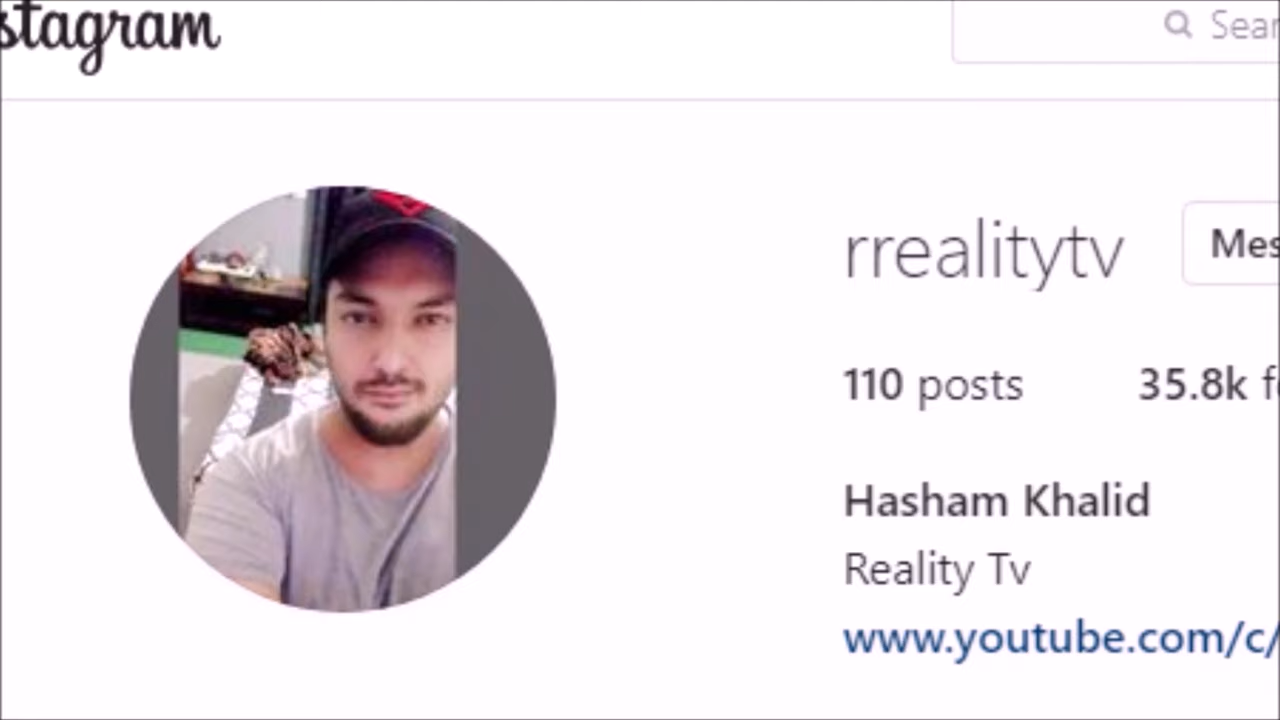 stagram
Sear
rrealitytv
Mes
110 posts
35.8k f
Hasham Khalid
Reality Tv
www.youtube.com/c/